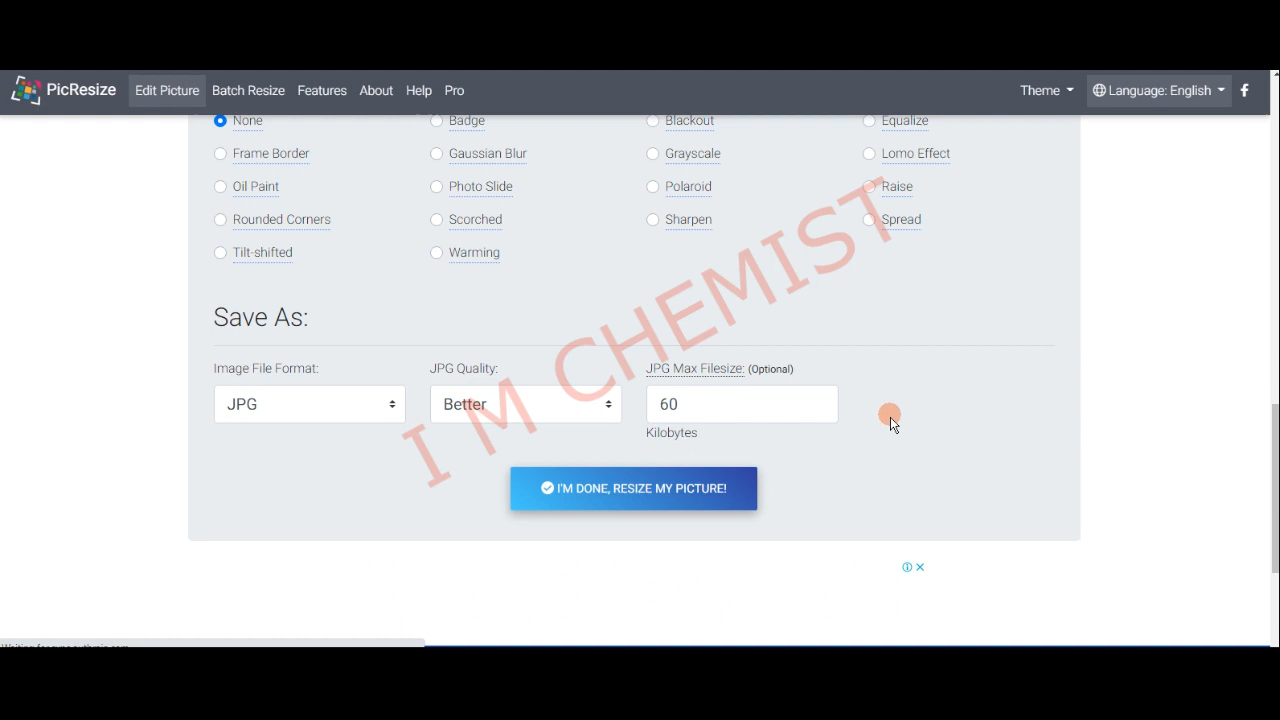 PicResize Edit Picture Batch Resize Features About Help Pro Theme Language: English
None Badge Blackout Equalize
Frame Border Gaussian Blur Grayscale Lomo Effect
Oil Paint Photo Slide Polaroid Raise
Rounded Corners Scorched Sharpen Spread
Tilt-shifted Warming
I M CHEMIST
Save As:
Image File Format: JPG Quality: JPG Max Filesize: (Optional)
JPG Better 60
Kilobytes
I'M DONE, RESIZE MY PICTURE!